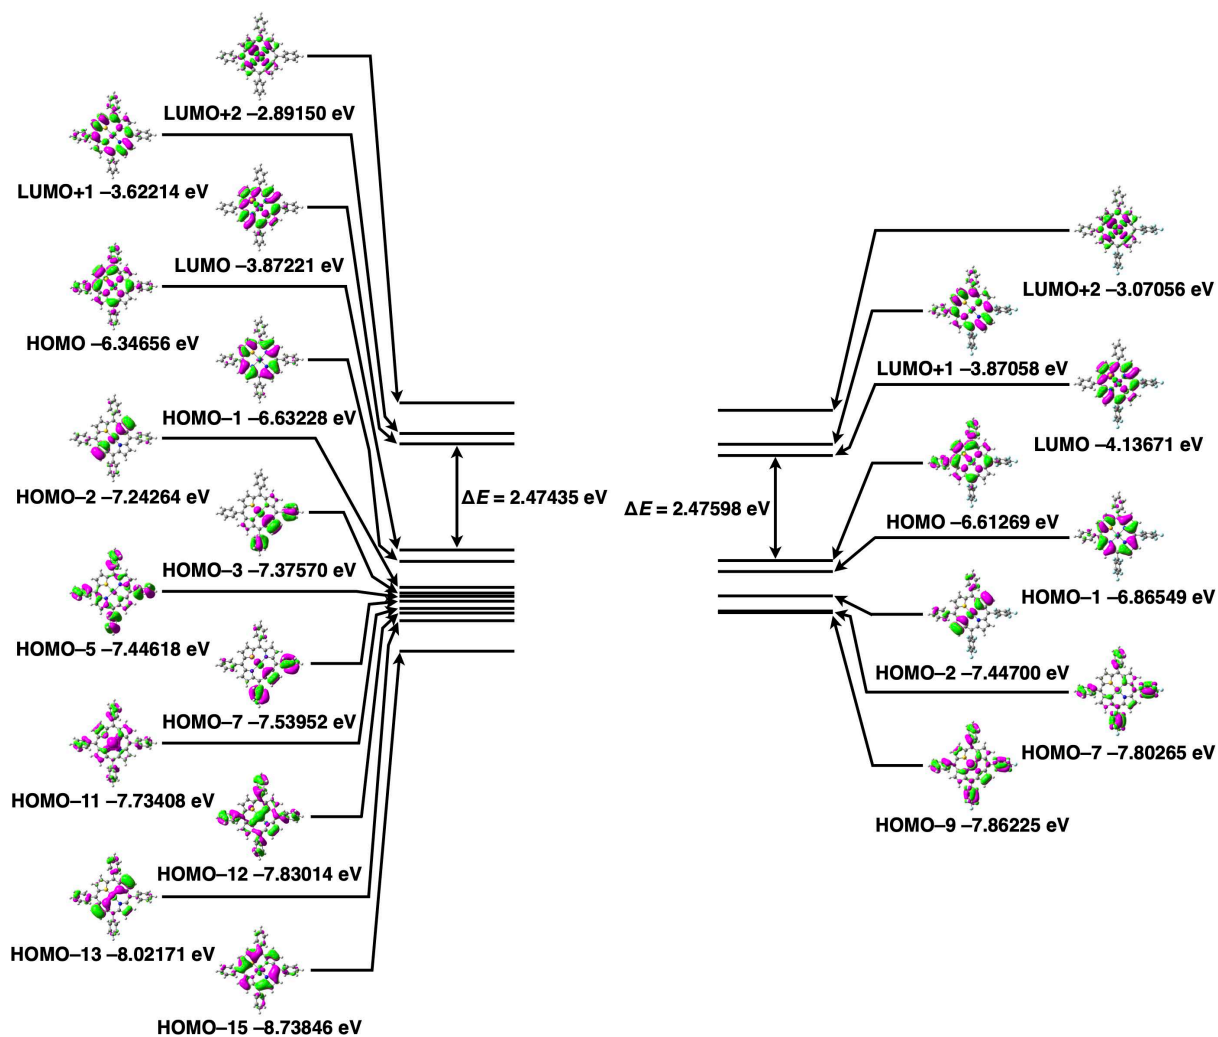 LUMO+2 –2.89150 eV
LUMO+1 –3.62214 eV
LUMO –3.87221 eV
HOMO –6.34656 eV
HOMO–1 –6.63228 eV
HOMO–2 –7.24264 eV
HOMO–3 –7.37570 eV
HOMO–5 –7.44618 eV
HOMO–7 –7.53952 eV
HOMO–11 –7.73408 eV
HOMO–12 –7.83014 eV
HOMO–13 –8.02171 eV
HOMO–15 –8.73846 eV
ΔE = 2.47435 eV
ΔE = 2.47598 eV
LUMO+2 –3.07056 eV
LUMO+1 –3.87058 eV
LUMO –4.13671 eV
HOMO –6.61269 eV
HOMO–1 –6.86549 eV
HOMO–2 –7.44700 eV
HOMO–7 –7.80265 eV
HOMO–9 –7.86225 eV